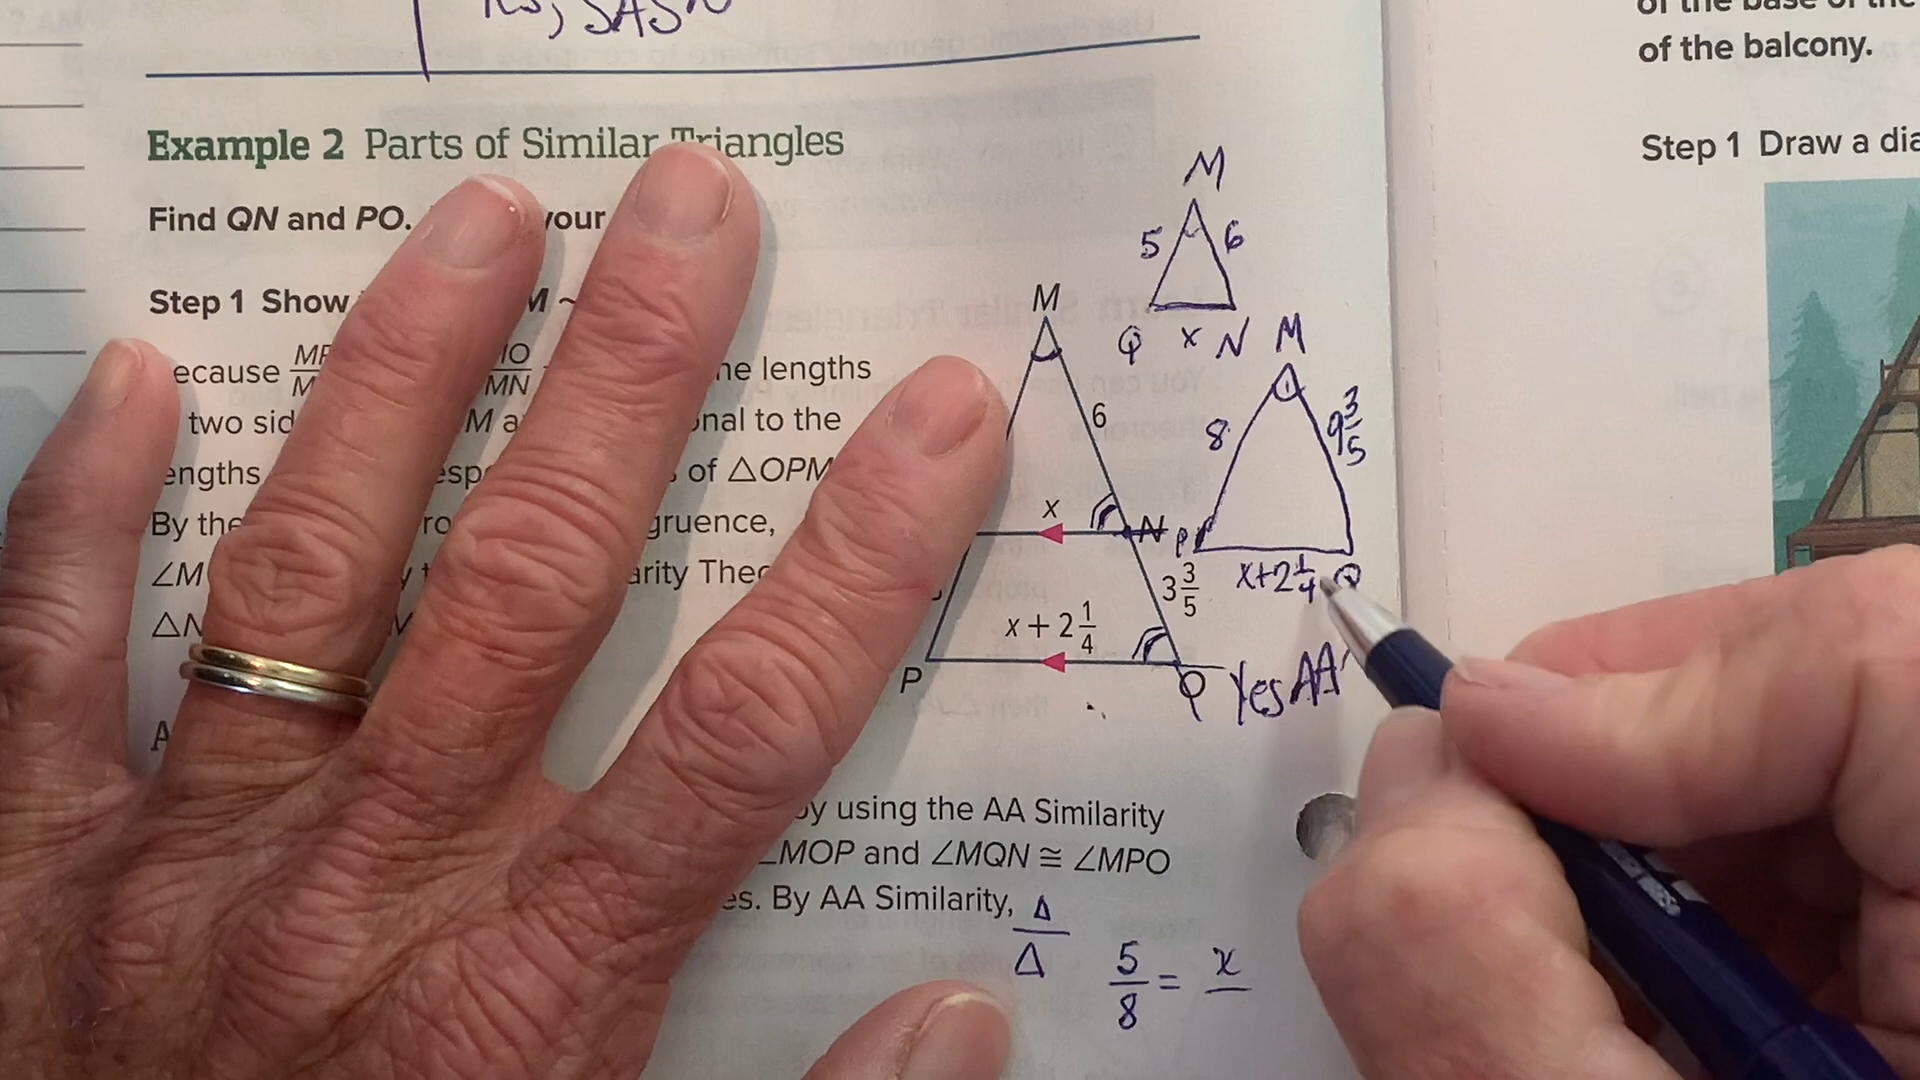 SAS~
of the balcony.
Example 2 Parts of Similar Triangles
Find QN and PO. your
Step 1 Show M ~
ecause MP/M IO/MN he lengths
two sid M a onal to the
engths esp of △OPM
By the ro gruence,
∠M arity Theo
△N
A
by using the AA Similarity
∠MOP and ∠MQN ≅ ∠MPO
es. By AA Similarity,
Δ/Δ
5/8 = x
M
5 6
Q x N
M
8 9 3/5
P
x+2 1/4
M
6
x
N
3 3/5
x + 2 1/4
P
Yes AA
Step 1 Draw a dia